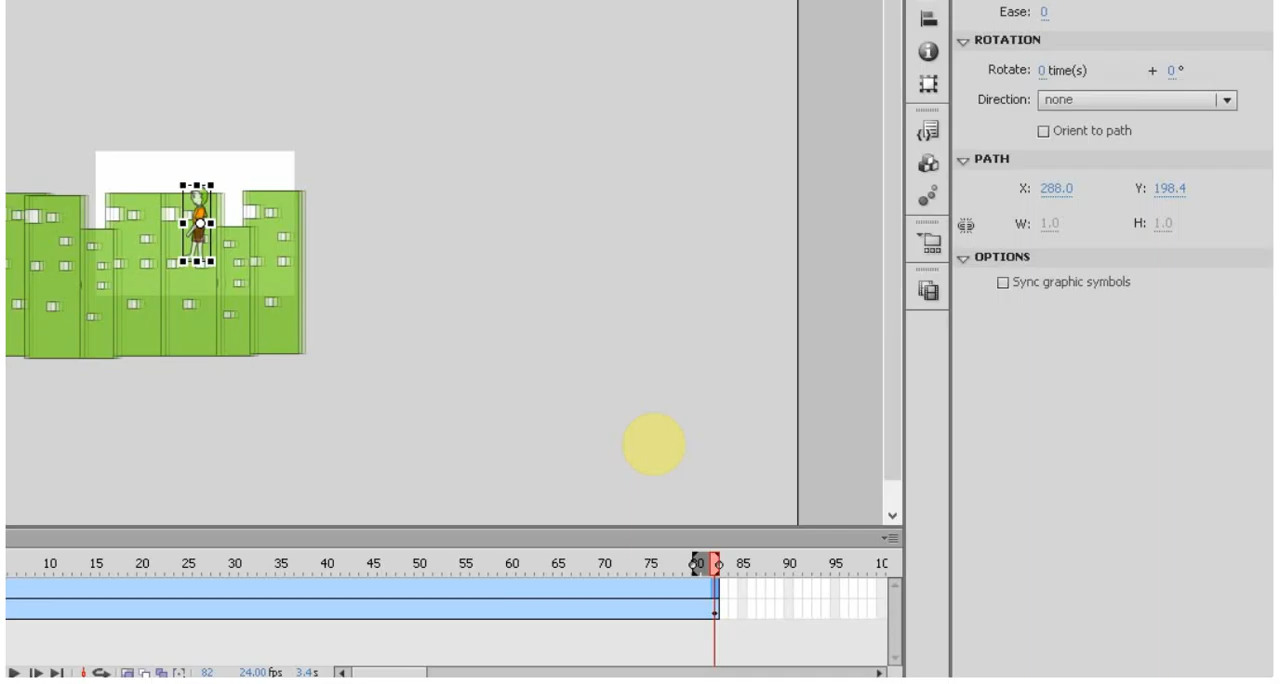 Ease: 0
ROTATION
Rotate: 0 time(s) + 0 °
Direction: none
Orient to path
PATH
X: 288.0 Y: 198.4
W: 1.0 H: 1.0
OPTIONS
Sync graphic symbols
10 15 20 25 30 35 40 45 50 55 60 65 70 75 80 85 90 95
82 24.00 fps 3.4 s